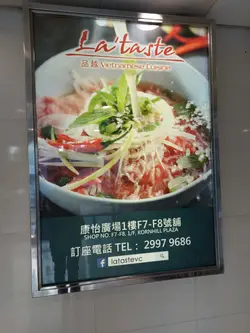 La'taste
品越 Vietnamese Cuisine
康怡廣場1樓F7-F8號舖
SHOP NO. F7-F8, 1/F, KORNHILL PLAZA
訂座電話 TEL : 2997 9686
f latastevc